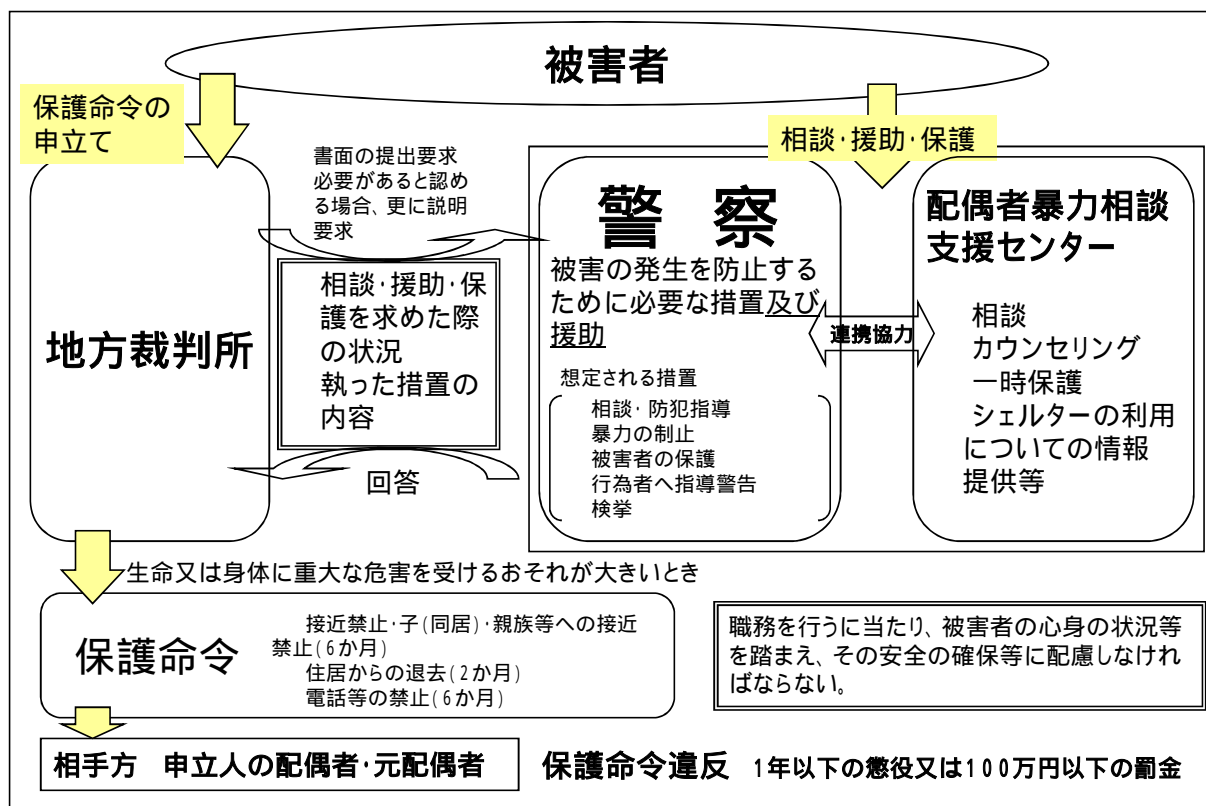 被害者
保護命令の
申立て
相談･援助･保護
書面の提出要求
必要があると認め
る場合、更に説明
要求
地方裁判所
相談･援助･保
護を求めた際
の状況
執った措置の
内容
回答
警 察
被害の発生を防止する
ために必要な措置及び
援助
想定される措置
相談･防犯指導
暴力の制止
被害者の保護
行為者へ指導警告
検挙
連携協力
配偶者暴力相談
支援センター
相談
カウンセリング
一時保護
シェルターの利用
についての情報
提供等
生命又は身体に重大な危害を受けるおそれが大きいとき
保護命令
接近禁止･子(同居)･親族等への接近
禁止(6か月)
住居からの退去(2か月)
電話等の禁止(6か月)
職務を行うに当たり、被害者の心身の状況等
を踏まえ、その安全の確保等に配慮しなけれ
ばならない。
相手方 申立人の配偶者･元配偶者
保護命令違反 1年以下の懲役又は100万円以下の罰金